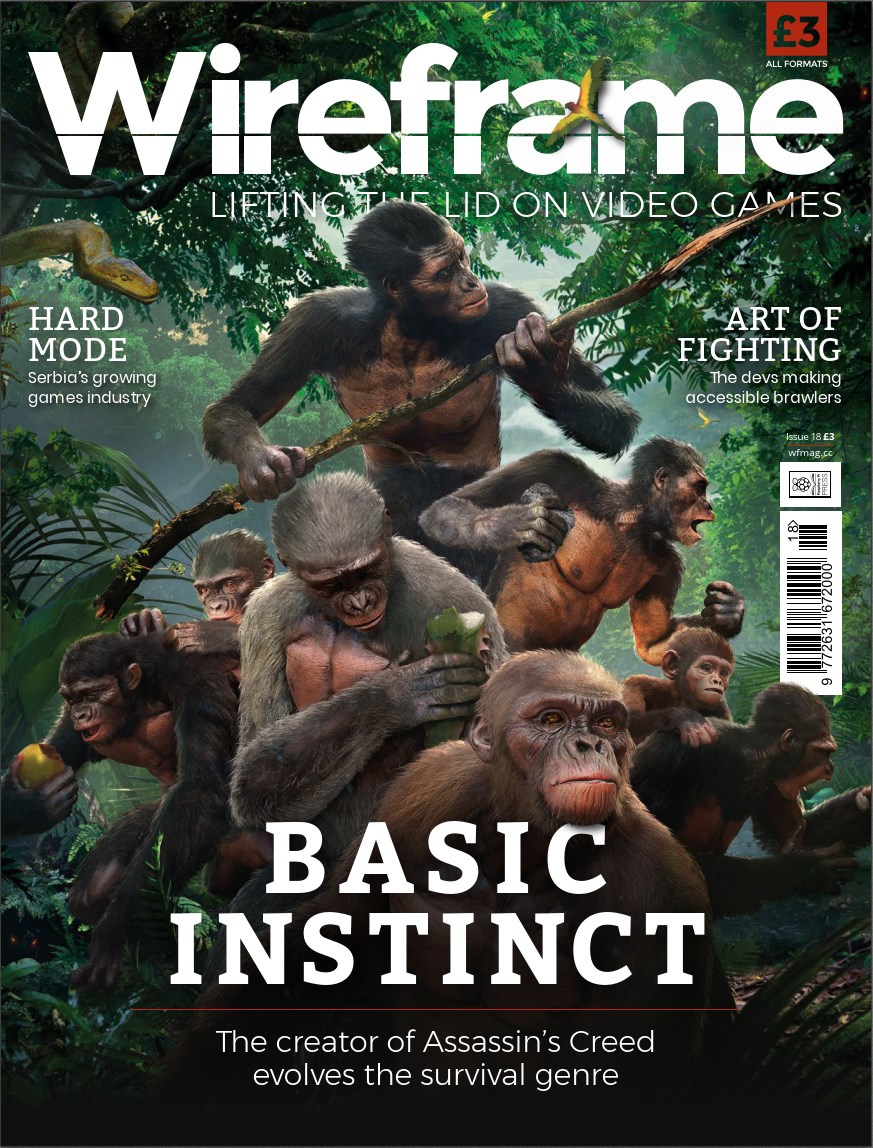 £3
ALL FORMATS
Wireframe
LIFTING THE LID ON VIDEO GAMES
HARD
MODE
Serbia's growing
games industry
ART OF
FIGHTING
The devs making
accessible brawlers
Issue 18 £3
wfmag.cc
18
9 772631 672000
BASIC
INSTINCT
The creator of Assassin's Creed
evolves the survival genre